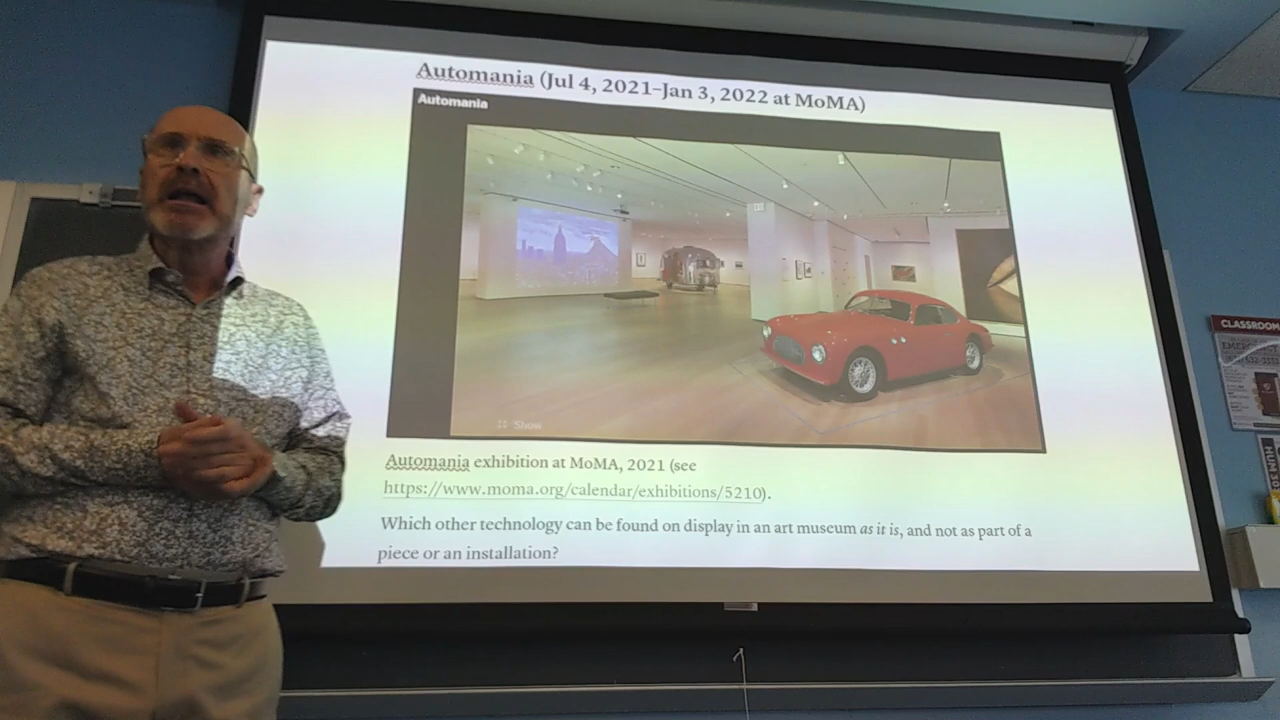 Automania (Jul 4, 2021–Jan 3, 2022 at MoMA)
Automania
Show
Automania exhibition at MoMA, 2021 (see
https://www.moma.org/calendar/exhibitions/5210).
Which other technology can be found on display in an art museum as it is, and not as part of a
piece or an installation?
CLASSROOM